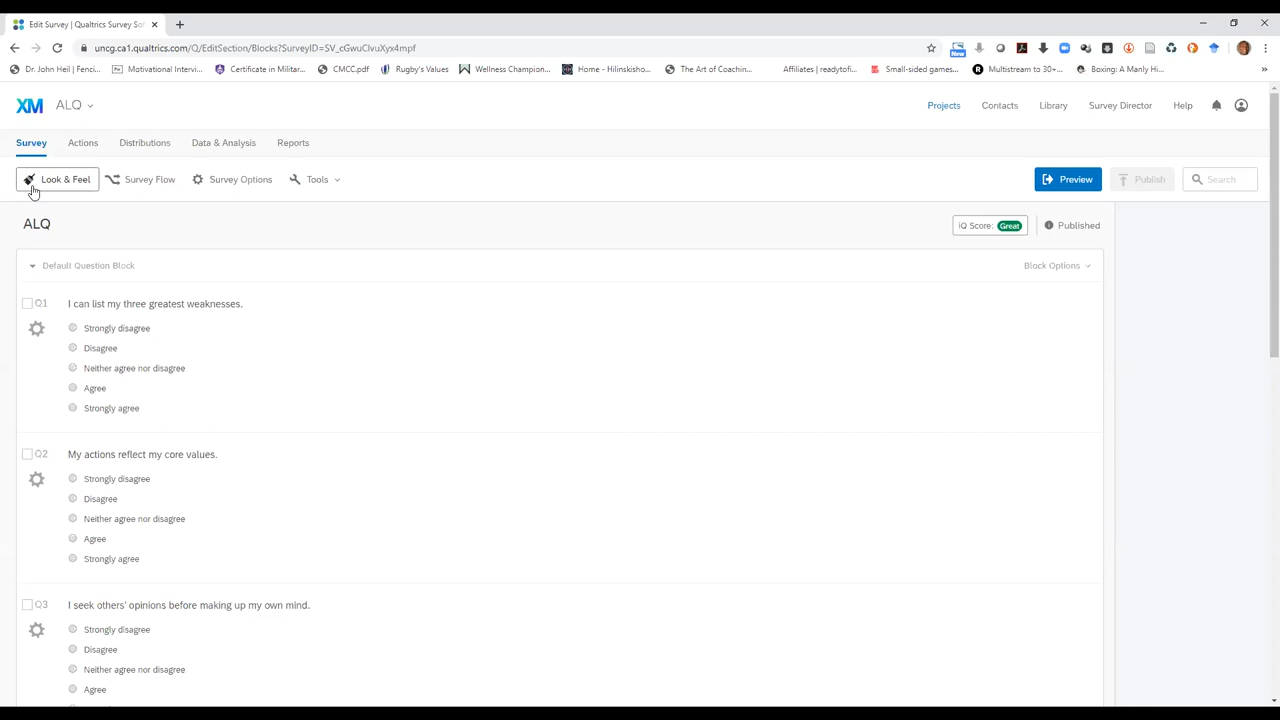 Edit Survey | Qualtrics Survey Sof
uncg.ca1.qualtrics.com/Q/EditSection/Blocks?SurveyID=SV_cGwuClvuXyx4mpf
New
Dr. John Heil | Fenci...
Motivational Intervi...
Certificate in Militar...
CMCC.pdf
Rugby's Values
Wellness Champion...
Home - Hilinskisho...
The Art of Coachin...
Affiliates | readytofi...
Small-sided games...
Multistream to 30+...
Boxing: A Manly Hi...
XM ALQ
Projects Contacts Library Survey Director Help
Survey Actions Distributions Data & Analysis Reports
Look & Feel Survey Flow Survey Options Tools Preview Publish Search
ALQ
iQ Score: Great Published
Default Question Block Block Options
Q1 I can list my three greatest weaknesses.
Strongly disagree
Disagree
Neither agree nor disagree
Agree
Strongly agree
Q2 My actions reflect my core values.
Strongly disagree
Disagree
Neither agree nor disagree
Agree
Strongly agree
Q3 I seek others' opinions before making up my own mind.
Strongly disagree
Disagree
Neither agree nor disagree
Agree